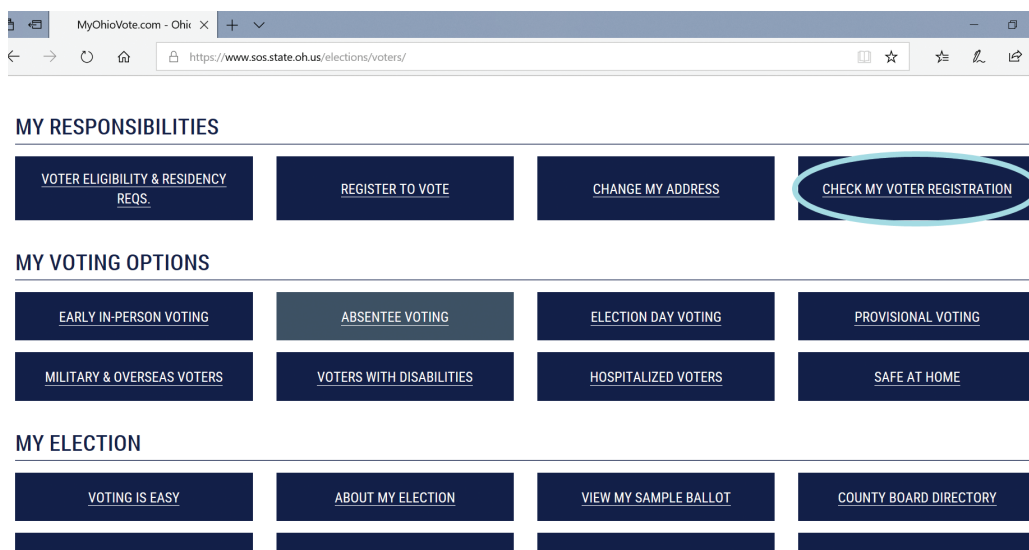 MyOhioVote.com - Ohic
https://www.sos.state.oh.us/elections/voters/
MY RESPONSIBILITIES
VOTER ELIGIBILITY & RESIDENCY
REQS.
REGISTER TO VOTE
CHANGE MY ADDRESS
CHECK MY VOTER REGISTRATION
MY VOTING OPTIONS
EARLY IN-PERSON VOTING
ABSENTEE VOTING
ELECTION DAY VOTING
PROVISIONAL VOTING
MILITARY & OVERSEAS VOTERS
VOTERS WITH DISABILITIES
HOSPITALIZED VOTERS
SAFE AT HOME
MY ELECTION
VOTING IS EASY
ABOUT MY ELECTION
VIEW MY SAMPLE BALLOT
COUNTY BOARD DIRECTORY